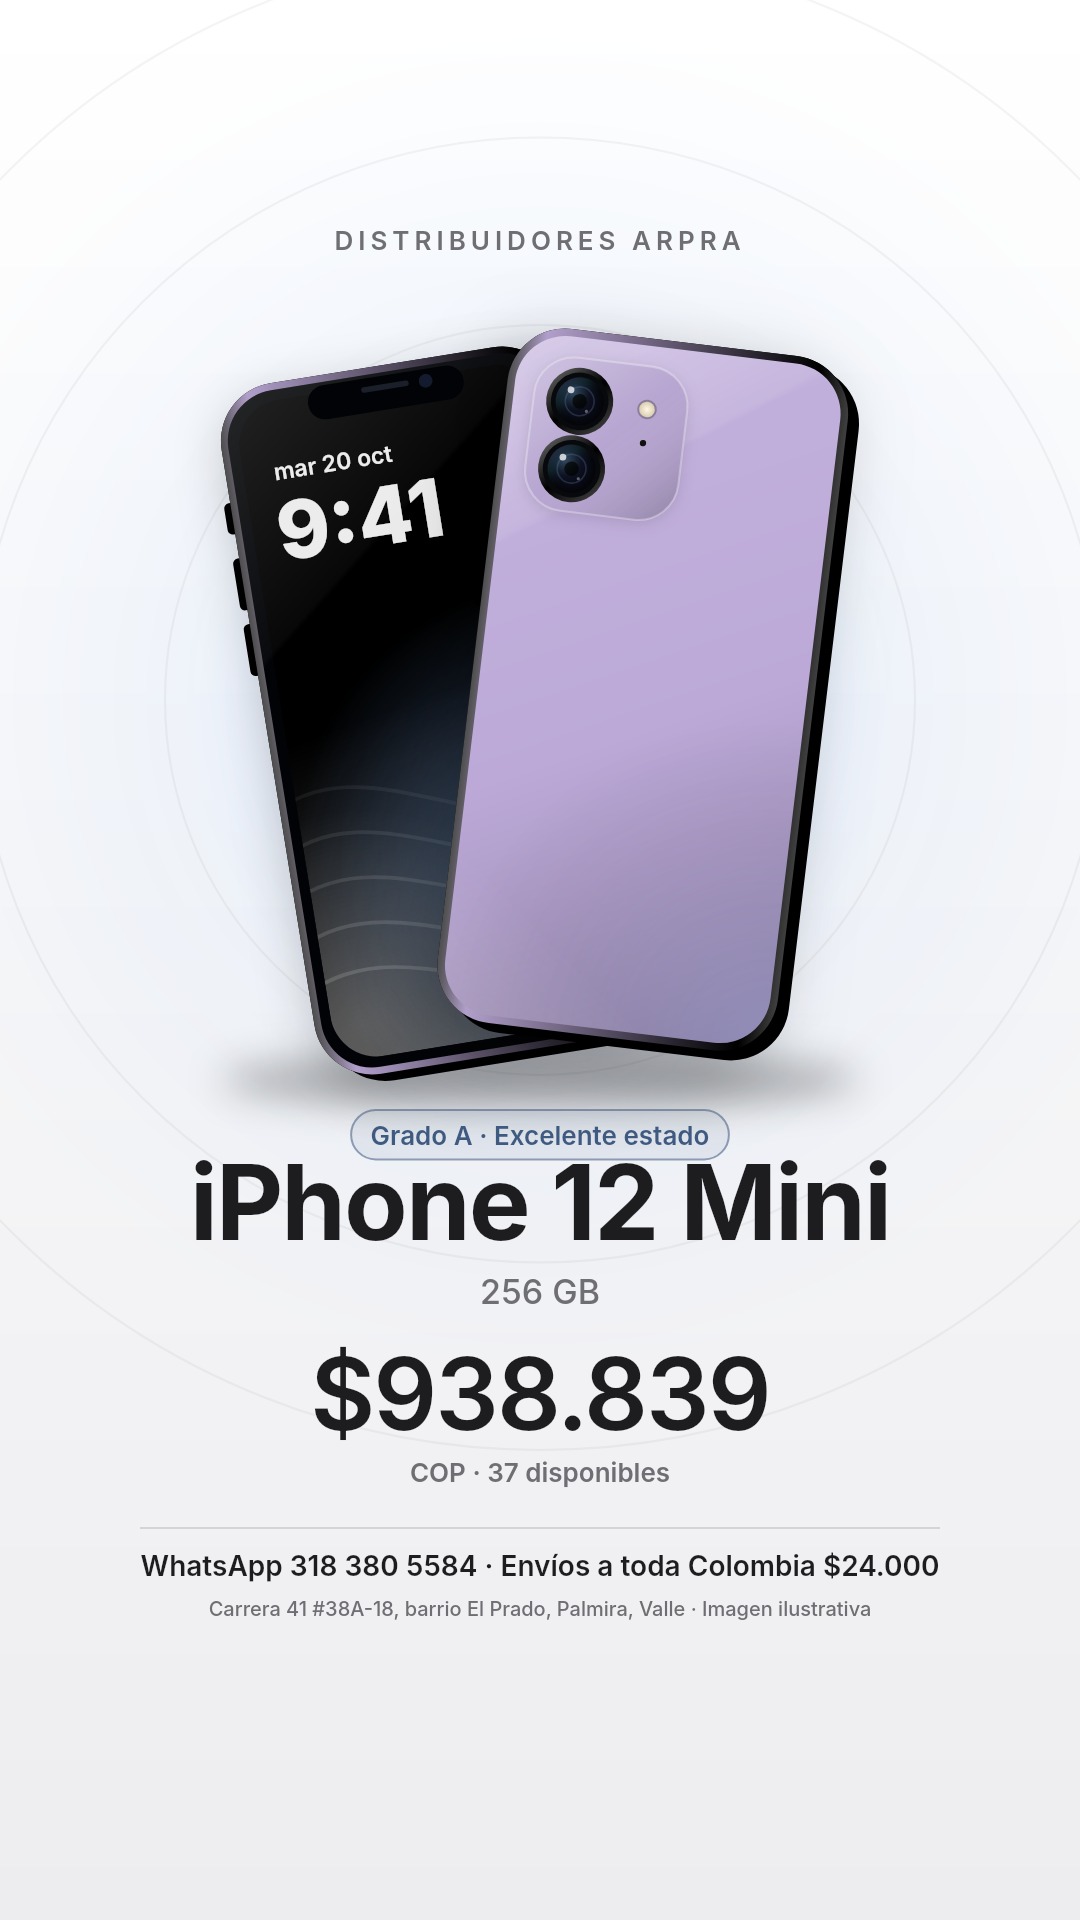 DISTRIBUIDORES ARPRA
mar 20 oct
9:41
Grado A · Excelente estado
iPhone 12 Mini
256 GB
$938.839
COP · 37 disponibles
WhatsApp 318 380 5584 · Envíos a toda Colombia $24.000
Carrera 41 #38A-18, barrio El Prado, Palmira, Valle · Imagen ilustrativa